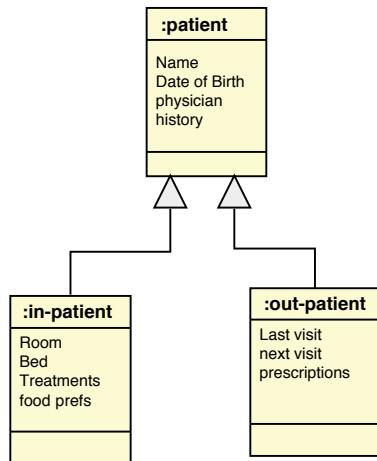 :patient
Name
Date of Birth
physician
history
:in-patient
Room
Bed
Treatments
food prefs
:out-patient
Last visit
next visit
prescriptions